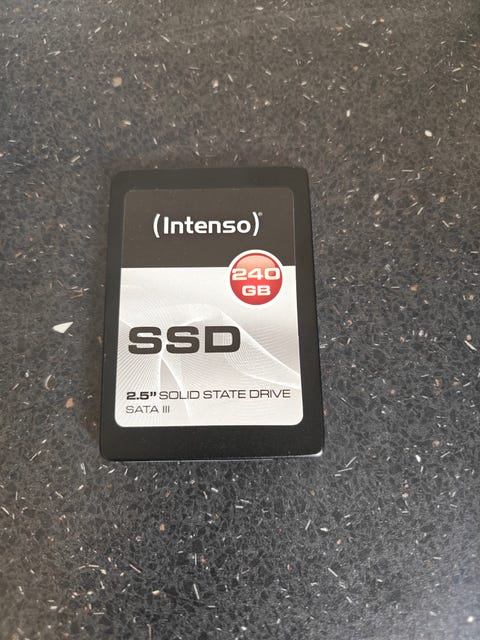 (Intenso)®
240
GB
SSD
2.5" SOLID STATE DRIVE
SATA III